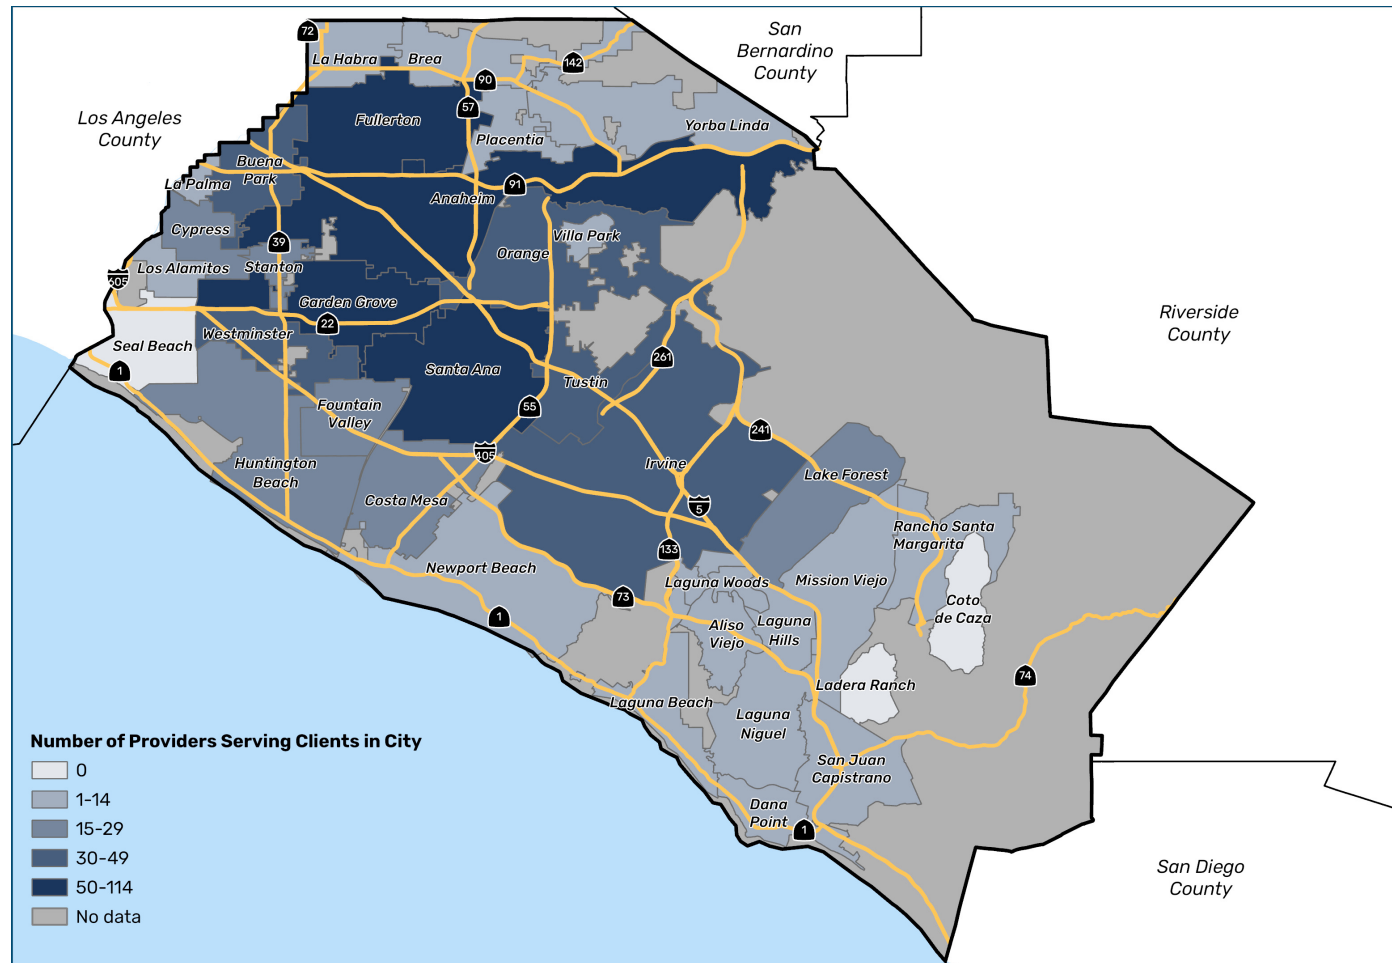 72
La Habra
Brea
142
90
San
Bernardino
County
Los Angeles
County
Fullerton
57
Placentia
Yorba Linda
Buena
Park
La Palma
91
Anaheim
Cypress
39
Orange
Villa Park
Los Alamitos
Stanton
605
Garden Grove
22
Riverside
County
Westminster
Seal Beach
1
Santa Ana
261
Tustin
55
Fountain
Valley
241
405
Irvine
Huntington
Beach
Lake Forest
Costa Mesa
5
Rancho Santa
Margarita
133
Newport Beach
Laguna Woods
Mission Viejo
73
1
Coto
de Caza
Aliso
Viejo
Laguna
Hills
74
Ladera Ranch
Laguna Beach
Laguna
Niguel
San Juan
Capistrano
Dana
Point
1
San Diego
County
Number of Providers Serving Clients in City
0
1-14
15-29
30-49
50-114
No data